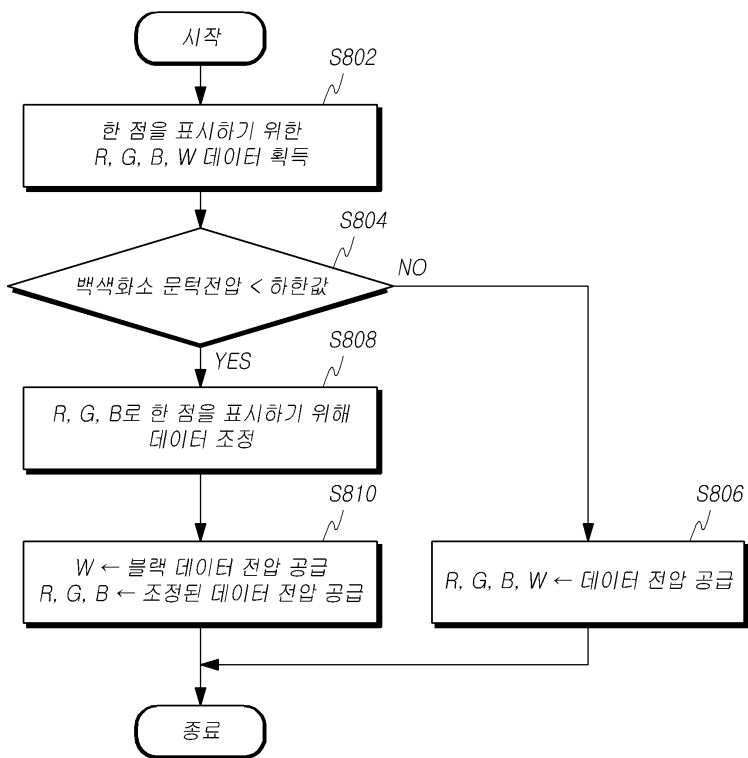 시작
S802
한 점을 표시하기 위한
R, G, B, W 데이터 획득
S804
백색화소 문턱전압 < 하한값
NO
YES
S808
R, G, B로 한 점을 표시하기 위해
데이터 조정
S810
W ← 블랙 데이터 전압 공급
R, G, B ← 조정된 데이터 전압 공급
S806
R, G, B, W ← 데이터 전압 공급
종료